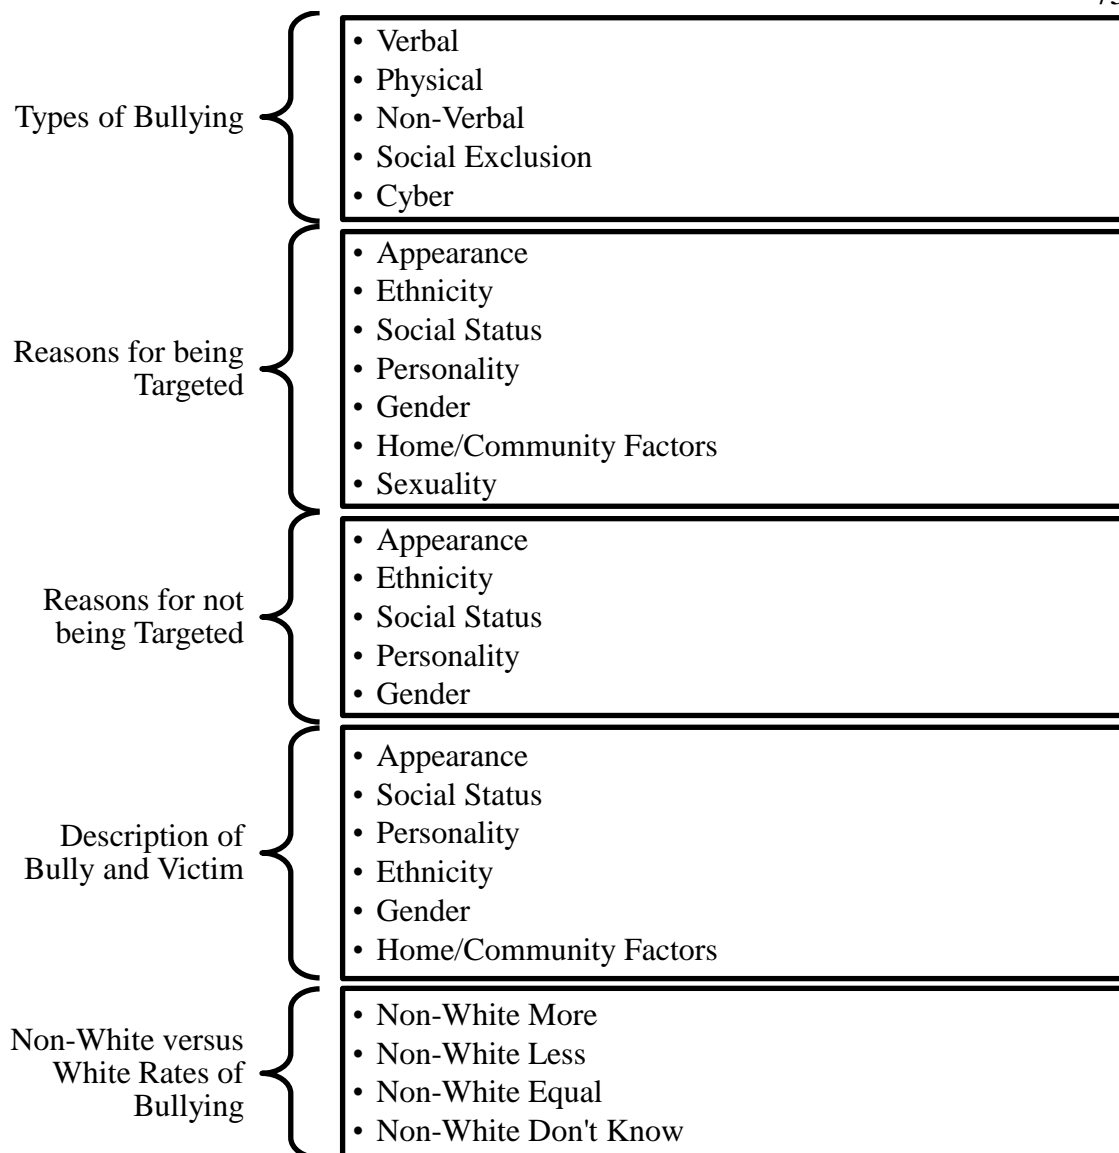 Types of Bullying
• Verbal
• Physical
• Non-Verbal
• Social Exclusion
• Cyber
Reasons for being
Targeted
• Appearance
• Ethnicity
• Social Status
• Personality
• Gender
• Home/Community Factors
• Sexuality
Reasons for not
being Targeted
• Appearance
• Ethnicity
• Social Status
• Personality
• Gender
Description of
Bully and Victim
• Appearance
• Social Status
• Personality
• Ethnicity
• Gender
• Home/Community Factors
Non-White versus
White Rates of
Bullying
• Non-White More
• Non-White Less
• Non-White Equal
• Non-White Don't Know